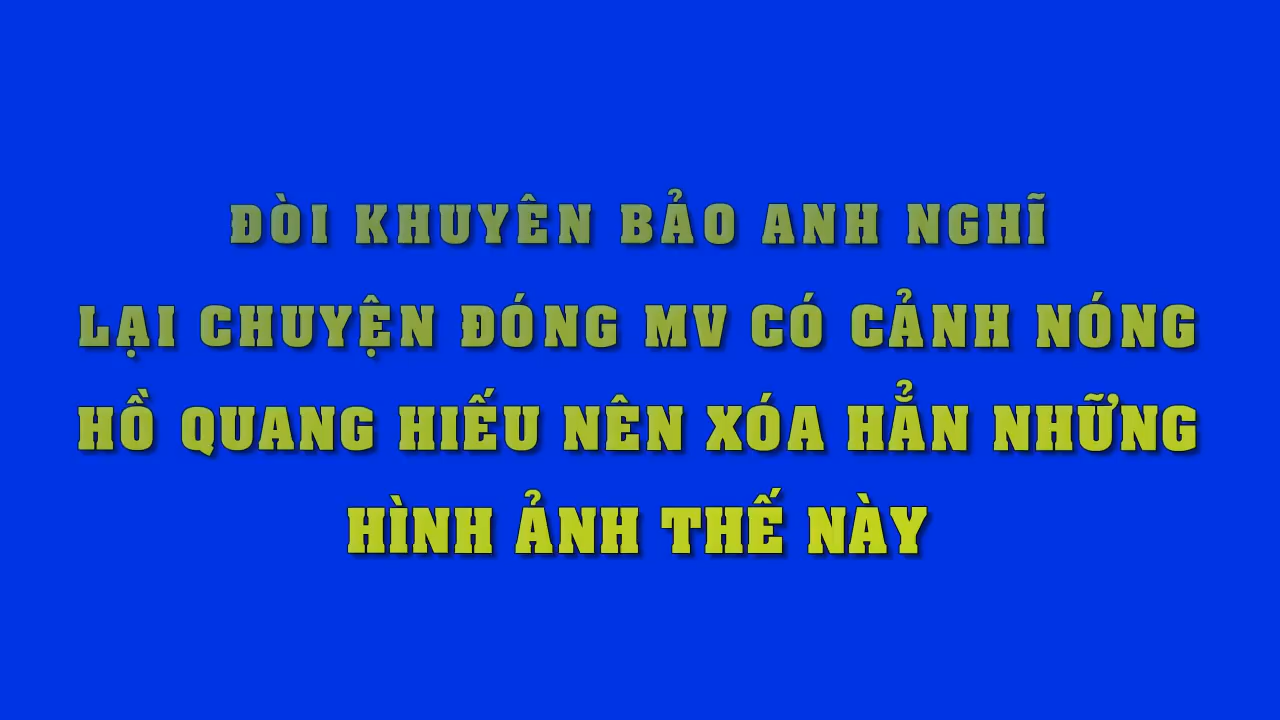 ĐÒI KHUYÊN BẢO ANH NGHĨ
LẠI CHUYỆN ĐÓNG MV CÓ CẢNH NÓNG
HỒ QUANG HIẾU NÊN XÓA HẲN NHỮNG
HÌNH ẢNH THẾ NÀY